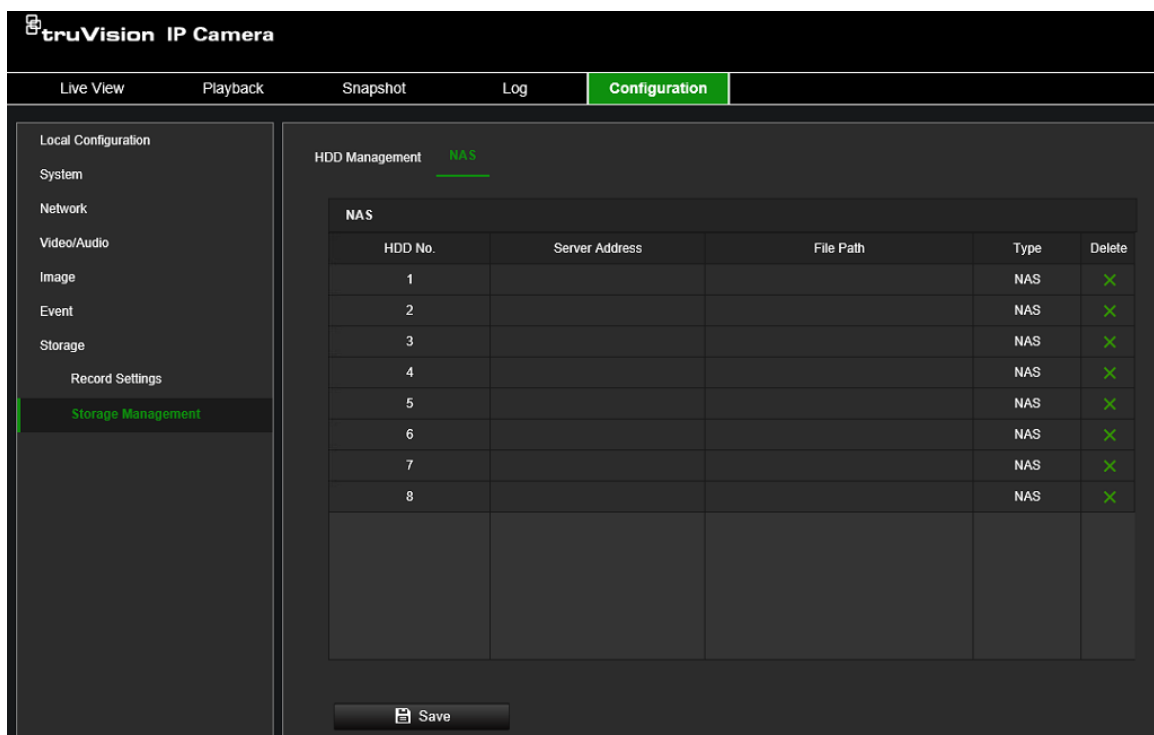 truVision IP Camera
Live View Playback Snapshot Log Configuration
Local Configuration
System
Network
Video/Audio
Image
Event
Storage
Record Settings
Storage Management
HDD Management NAS
NAS
HDD No. Server Address File Path Type Delete
1 NAS
2 NAS
3 NAS
4 NAS
5 NAS
6 NAS
7 NAS
8 NAS
Save